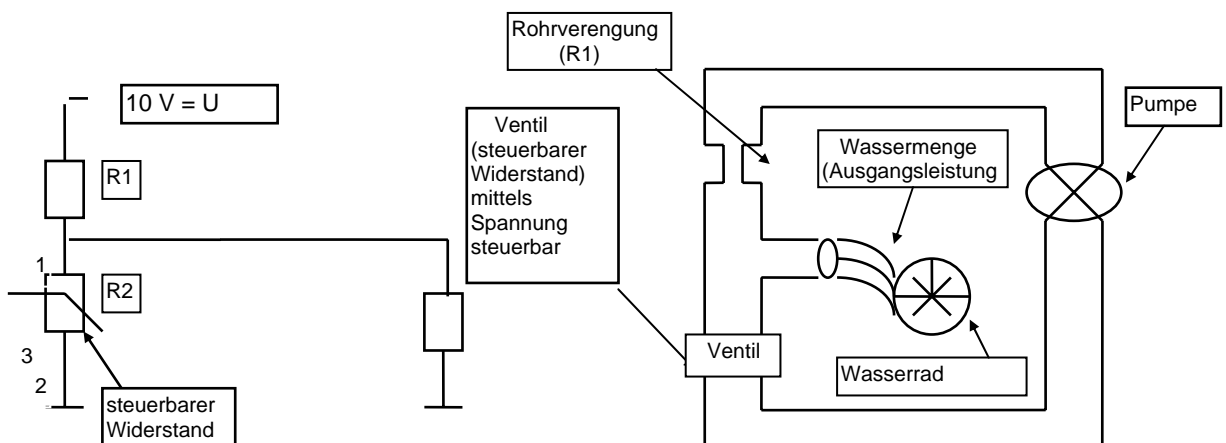 10 V = U
R1
1
R2
3
2
steuerbarer
Widerstand
Rohrverengung
(R1)
Ventil
(steuerbarer
Widerstand)
mittels
Spannung
steuerbar
Wassermenge
(Ausgangsleistung
Pumpe
Ventil
Wasserrad